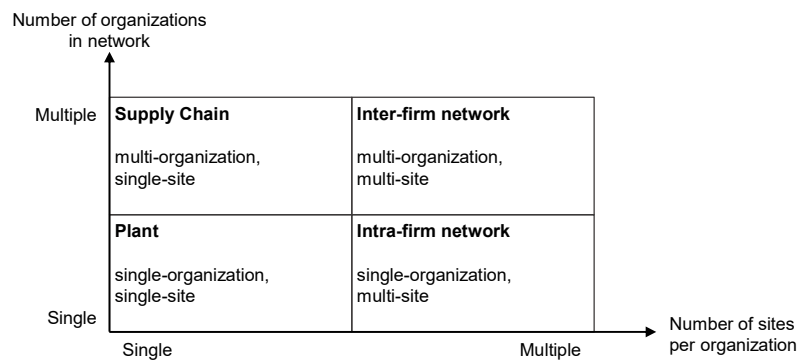 Number of organizations
in network
Multiple
Supply Chain
multi-organization,
single-site
Inter-firm network
multi-organization,
multi-site
Plant
single-organization,
single-site
Intra-firm network
single-organization,
multi-site
Single
Single
Multiple
Number of sites
per organization